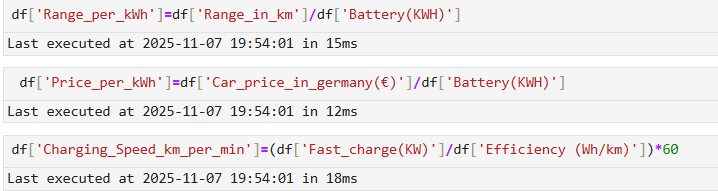 df['Range_per_kWh']=df['Range_in_km']/df['Battery(KWH)']
Last executed at 2025-11-07 19:54:01 in 15ms
df['Price_per_kWh']=df['Car_price_in_germany(€)']/df['Battery(KWH)']
Last executed at 2025-11-07 19:54:01 in 12ms
df['Charging_Speed_km_per_min']=(df['Fast_charge(KW)']/df['Efficiency (Wh/km)'])*60
Last executed at 2025-11-07 19:54:01 in 18ms